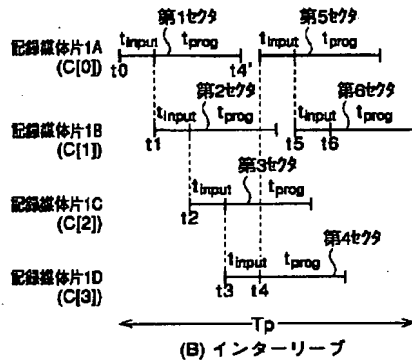 第1セクタ
第5セクタ
記録媒体片1A
(C[0])
tinput tprog
tinput tprog
t0
t4'
第2セクタ
第6セクタ
記録媒体片1B
(C[1])
tinput tprog
tinput tprog
t1
t5 t6
第3セクタ
記録媒体片1C
(C[2])
tinput tprog
t2
第4セクタ
記録媒体片1D
(C[3])
tinput tprog
t3 t4
Tp
(B) インターリーブ